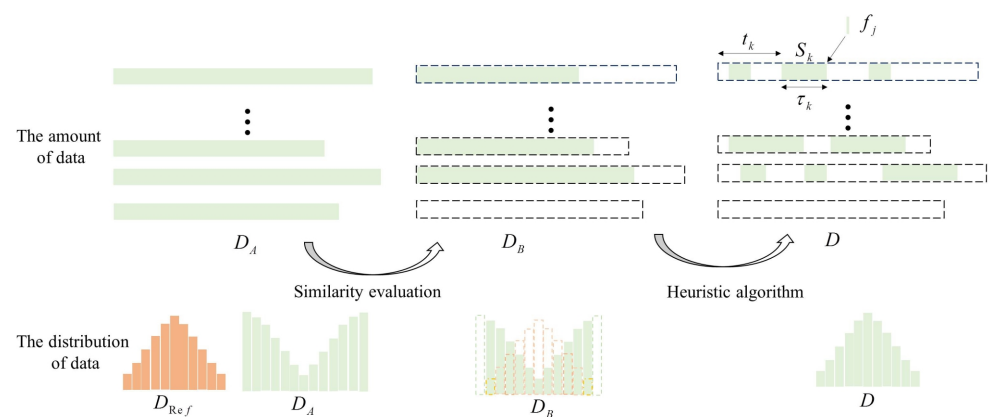 t_k S_k f_j
τ_k
The amount
of data
D_A D_B D
Similarity evaluation Heuristic algorithm
The distribution
of data
D_Ref D_A D_B D